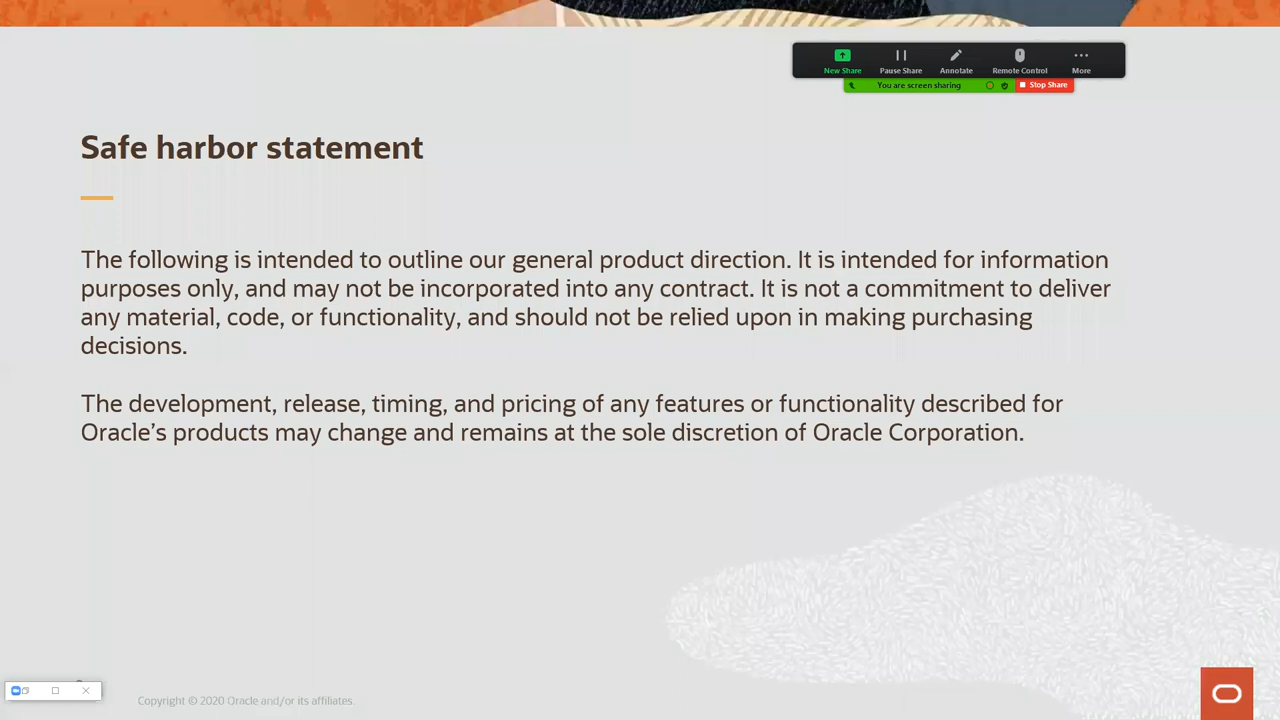 New Share
Pause Share
Annotate
Remote Control
More
You are screen sharing
Stop Share
Safe harbor statement
The following is intended to outline our general product direction. It is intended for information
purposes only, and may not be incorporated into any contract. It is not a commitment to deliver
any material, code, or functionality, and should not be relied upon in making purchasing
decisions.
The development, release, timing, and pricing of any features or functionality described for
Oracle’s products may change and remains at the sole discretion of Oracle Corporation.
Copyright © 2020 Oracle and/or its affiliates.